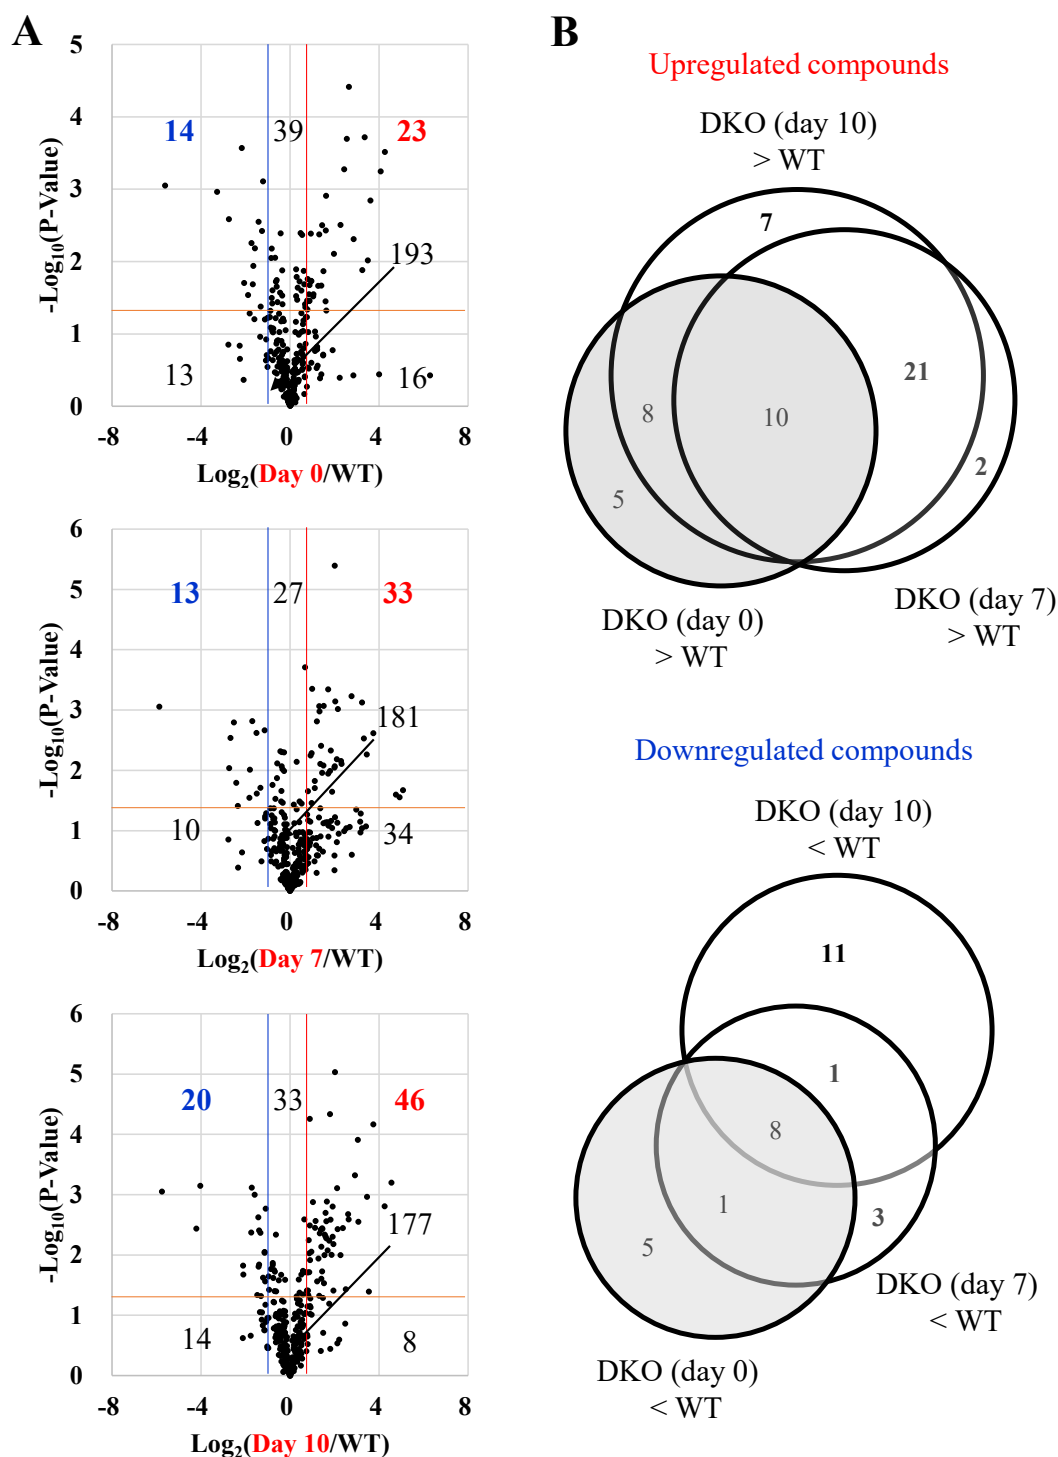 A
5
4
3
2
1
0
-Log10(P-Value)
14
39
23
193
13
16
-8
-4
0
4
8
Log2(Day 0/WT)
6
5
4
3
2
1
0
-Log10(P-Value)
13
27
33
181
10
34
-8
-4
0
4
8
Log2(Day 7/WT)
6
5
4
3
2
1
0
-Log10(P-Value)
20
33
46
177
14
8
-8
-4
0
4
8
Log2(Day 10/WT)
B
Upregulated compounds
DKO (day 10)
> WT
7
21
8
10
2
5
DKO (day 0)
> WT
DKO (day 7)
> WT
Downregulated compounds
DKO (day 10)
< WT
11
1
8
1
3
5
DKO (day 7)
< WT
DKO (day 0)
< WT